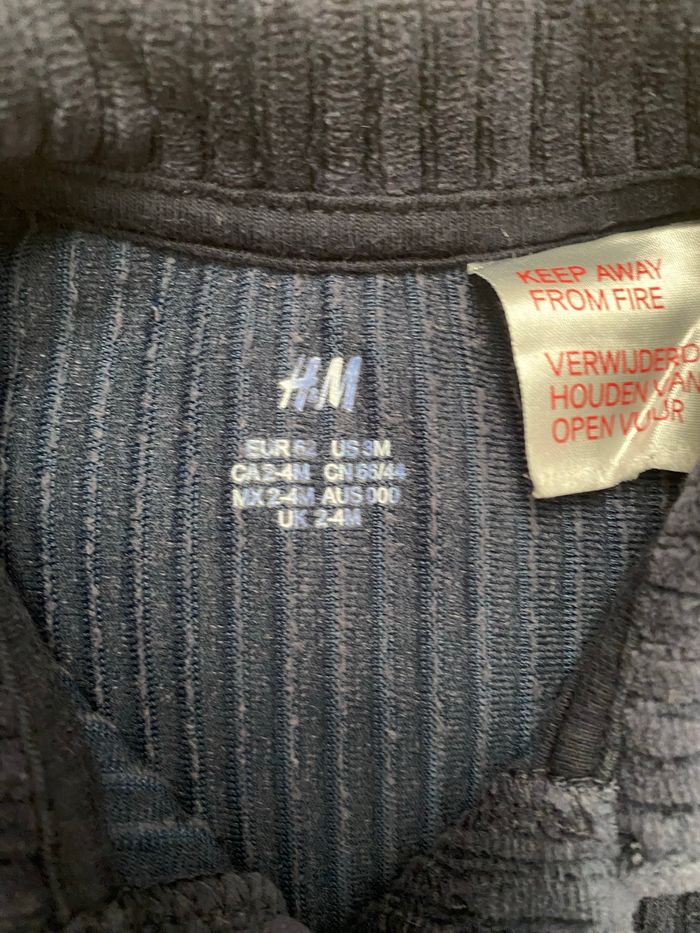 H&M
EUR 62 US 3M
CA 2-4M CN 66/44
MX 2-4M AUS 000
UK 2-4M
KEEP AWAY
FROM FIRE
VERWIJDERD
HOUDEN VAN
OPEN VUUR